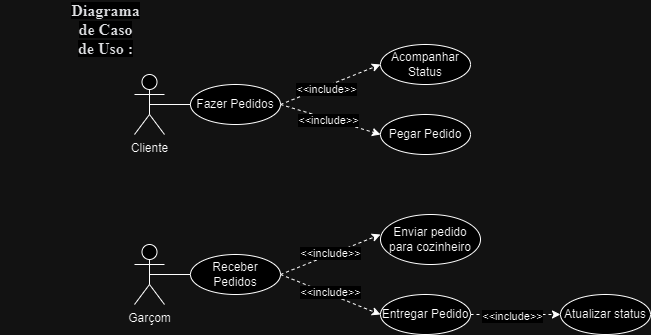 Diagrama
de Caso
de Uso :
Acompanhar
Status
Fazer Pedidos
<<include>>
<<include>>
Pegar Pedido
Cliente
Enviar pedido
para cozinheiro
<<include>>
Receber
Pedidos
<<include>>
Entregar Pedido
<<include>>
Atualizar status
Garçom